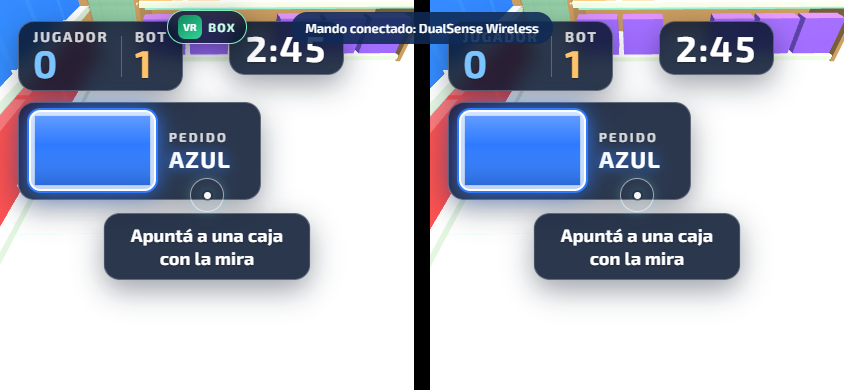 JUGADOR BOT
0 1
VR BOX
2:45
Mando conectado: DualSense Wireless
PEDIDO
AZUL
Apuntá a una caja
con la mira
JUGADOR BOT
0 1
2:45
PEDIDO
AZUL
Apuntá a una caja
con la mira